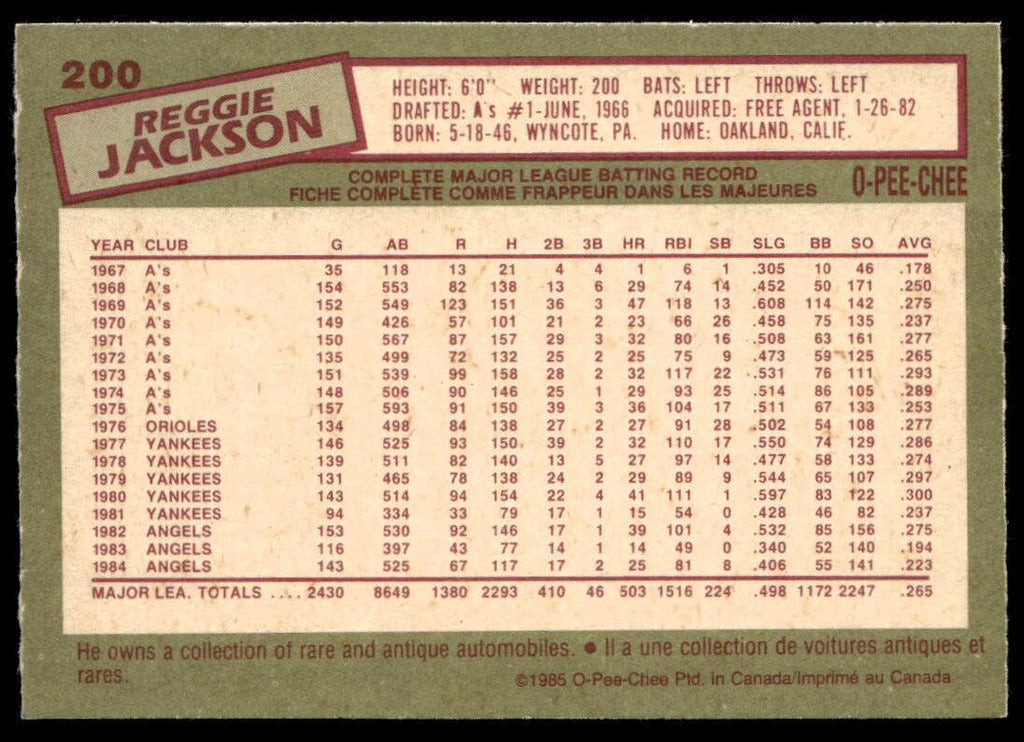 200
REGGIE
JACKSON
HEIGHT: 6'0" WEIGHT: 200 BATS: LEFT THROWS: LEFT
DRAFTED: A's #1-JUNE, 1966 ACQUIRED: FREE AGENT, 1-26-82
BORN: 5-18-46, WYNCOTE, PA. HOME: OAKLAND, CALIF.
COMPLETE MAJOR LEAGUE BATTING RECORD
FICHE COMPLÈTE COMME FRAPPEUR DANS LES MAJEURES
O-PEE-CHEE
YEAR CLUB G AB R H 2B 3B HR RBI SB SLG BB SO AVG
1967 A's 35 118 13 21 4 4 1 6 1 .305 10 46 .178
1968 A's 154 553 82 138 13 6 29 74 14 .452 50 171 .250
1969 A's 152 549 123 151 36 3 47 118 13 .608 114 142 .275
1970 A's 149 426 57 101 21 2 23 66 26 .458 75 135 .237
1971 A's 150 567 87 157 29 3 32 80 16 .508 63 161 .277
1972 A's 135 499 72 132 25 2 25 75 9 .473 59 125 .265
1973 A's 151 539 99 158 28 2 32 117 22 .531 76 111 .293
1974 A's 148 506 90 146 25 1 29 93 25 .514 86 105 .289
1975 A's 157 593 91 150 39 3 36 104 17 .511 67 133 .253
1976 ORIOLES 134 498 84 138 27 2 27 91 28 .502 54 108 .277
1977 YANKEES 146 525 93 150 39 2 32 110 17 .550 74 129 .286
1978 YANKEES 139 511 82 140 13 5 27 97 14 .477 58 133 .274
1979 YANKEES 131 465 78 138 24 2 29 89 9 .544 65 107 .297
1980 YANKEES 143 514 94 154 22 4 41 111 1 .597 83 122 .300
1981 YANKEES 94 334 33 79 17 1 15 54 0 .428 46 82 .237
1982 ANGELS 153 530 92 146 17 1 39 101 4 .532 85 156 .275
1983 ANGELS 116 397 43 77 14 1 14 49 0 .340 52 140 .194
1984 ANGELS 143 525 67 117 17 2 25 81 8 .406 55 141 .223
MAJOR LEA. TOTALS .... 2430 8649 1380 2293 410 46 503 1516 224 .498 1172 2247 .265
He owns a collection of rare and antique automobiles. • Il a une collection de voitures antiques et
rares.
©1985 O-Pee-Chee Ptd. in Canada/Imprimé au Canada